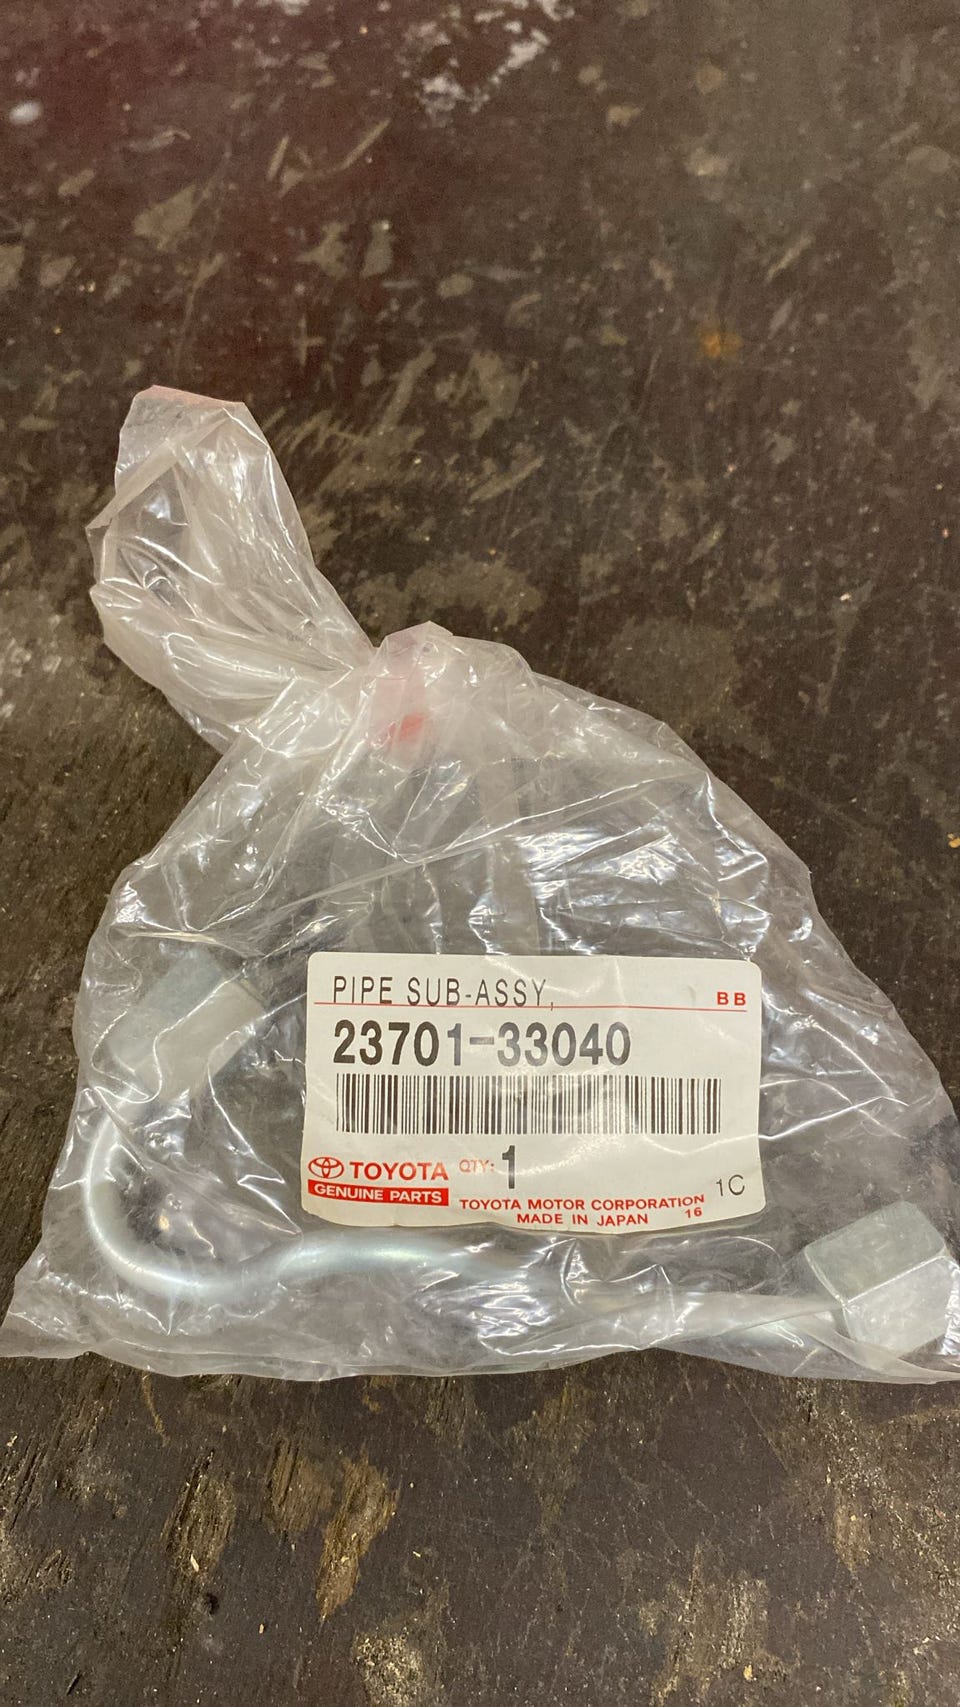 PIPE SUB-ASSY,
BB
23701-33040
TOYOTA QTY: 1
GENUINE PARTS
1C
TOYOTA MOTOR CORPORATION
MADE IN JAPAN 16